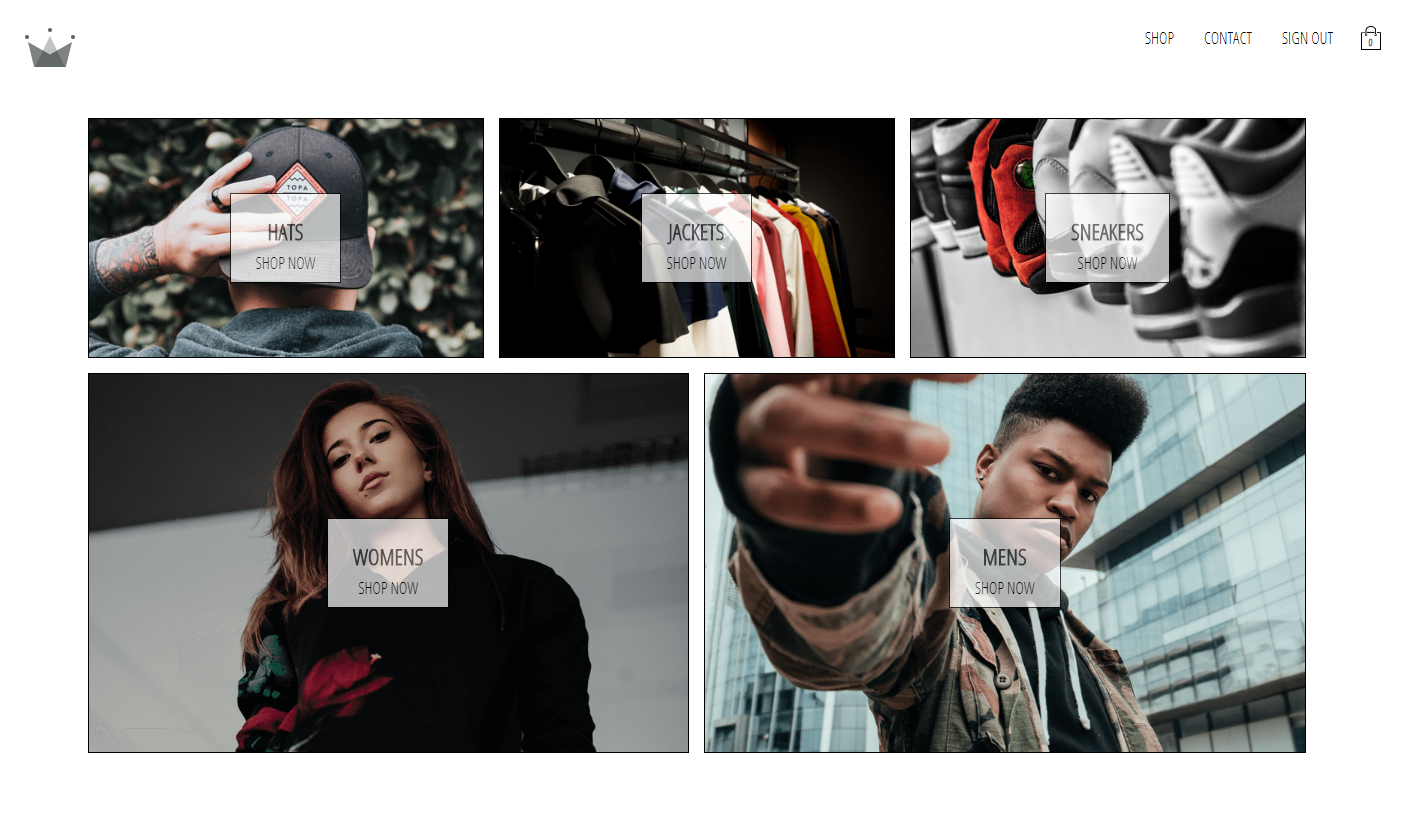 SHOP
CONTACT
SIGN OUT
0
TOPA
TOPA
HATS
SHOP NOW
JACKETS
SHOP NOW
SNEAKERS
SHOP NOW
WOMENS
SHOP NOW
MENS
SHOP NOW